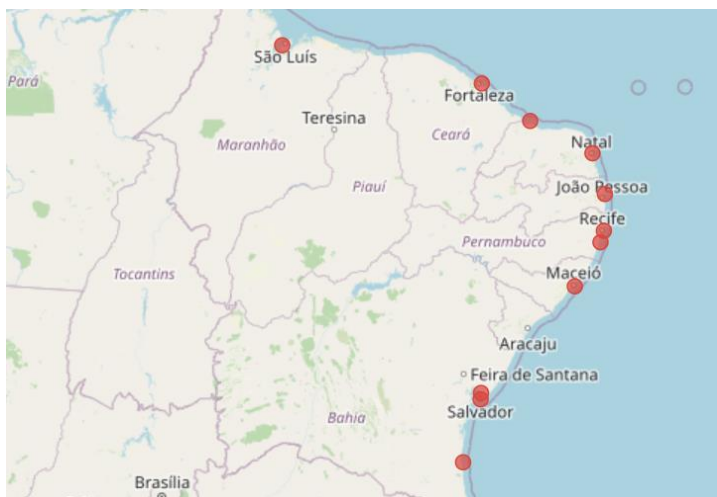 São Luís
Pará
Fortaleza
Teresina
Ceará
Maranhão
Natal
Piauí
João Pessoa
Recife
Pernambuco
Tocantins
Maceió
Aracaju
Feira de Santana
Salvador
Bahia
Brasília